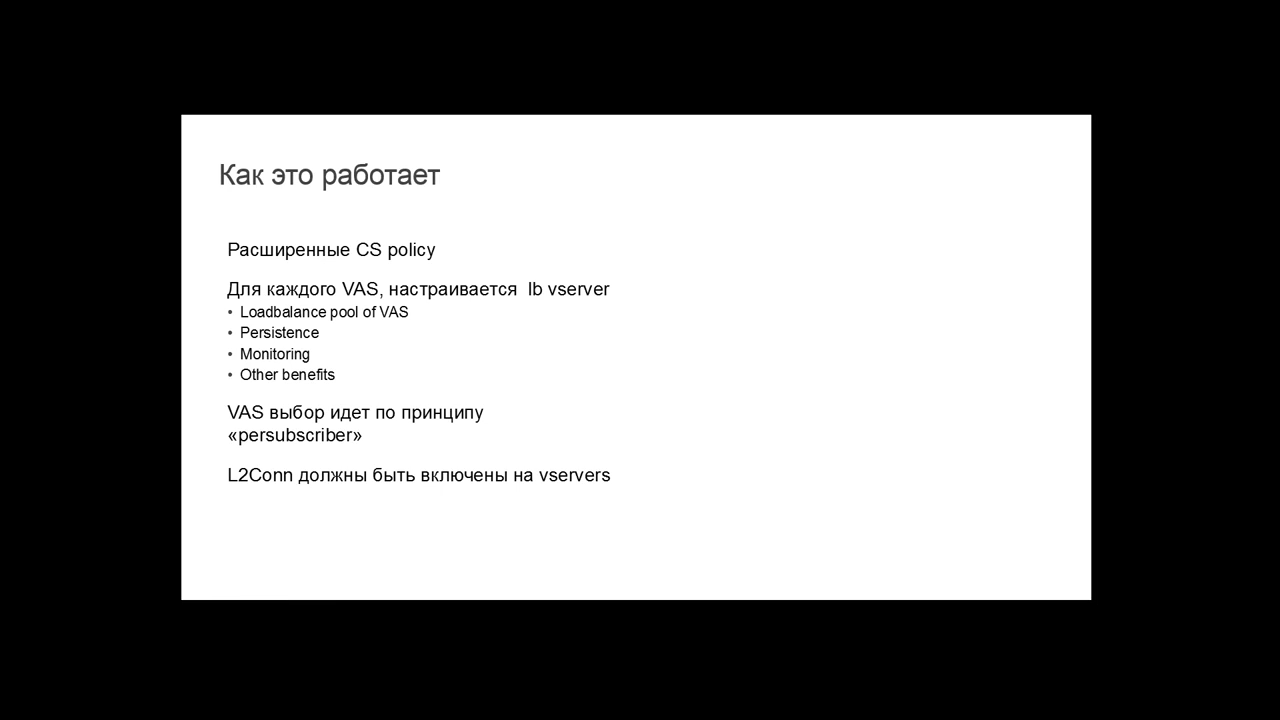 Как это работает
Расширенные CS policy
Для каждого VAS, настраивается lb vserver
• Loadbalance pool of VAS
• Persistence
• Monitoring
• Other benefits
VAS выбор идет по принципу
«persubscriber»
L2Conn должны быть включены на vservers